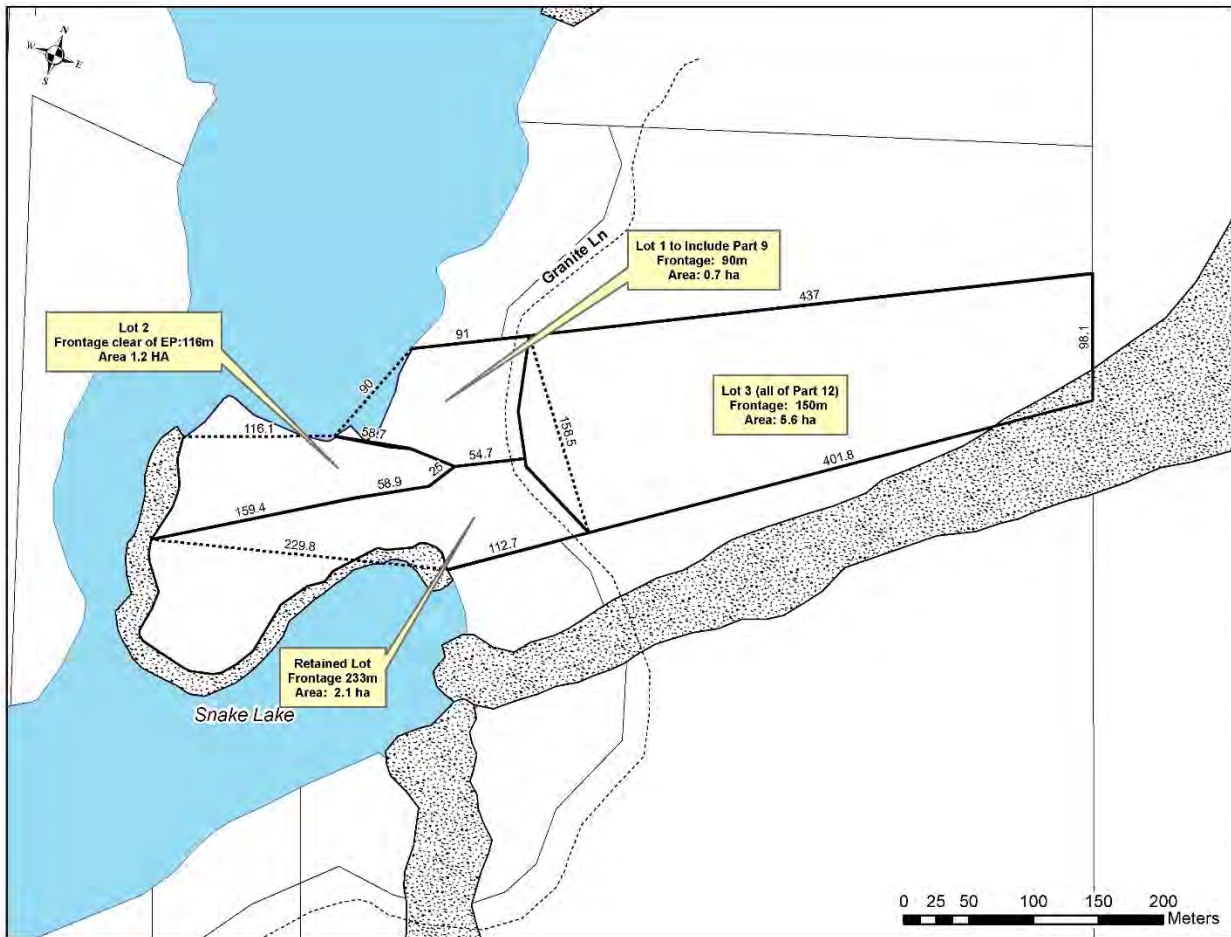 N
W
E
S
Granite Ln
Lot 1 to Include Part 9
Frontage: 90m
Area: 0.7 ha
437
91
98.1
Lot 2
Frontage clear of EP:116m
Area 1.2 HA
90
Lot 3 (all of Part 12)
Frontage: 150m
Area: 5.6 ha
116.1
58.7
158.5
54.7
25
401.8
58.9
159.4
229.8
112.7
Retained Lot
Frontage 233m
Area: 2.1 ha
Snake Lake
0 25 50 100 150 200
Meters